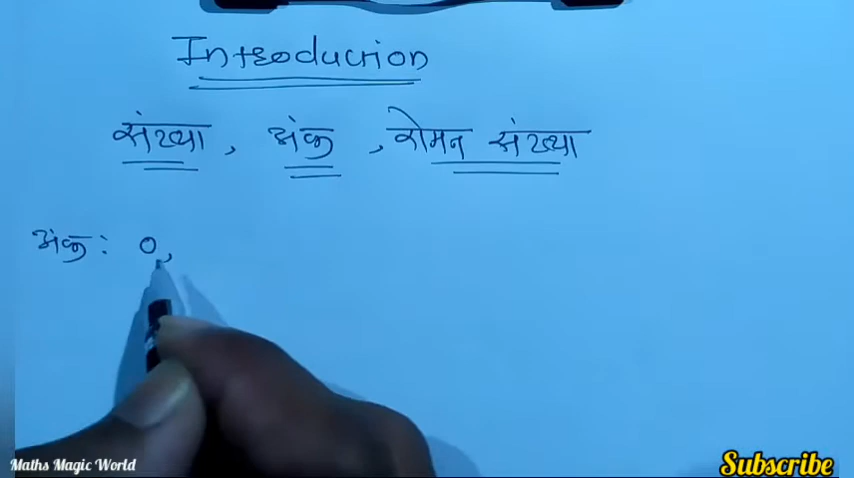 Introduction
संख्या, अंक, रोमन संख्या
अंक: 0,
Maths Magic World
Subscribe